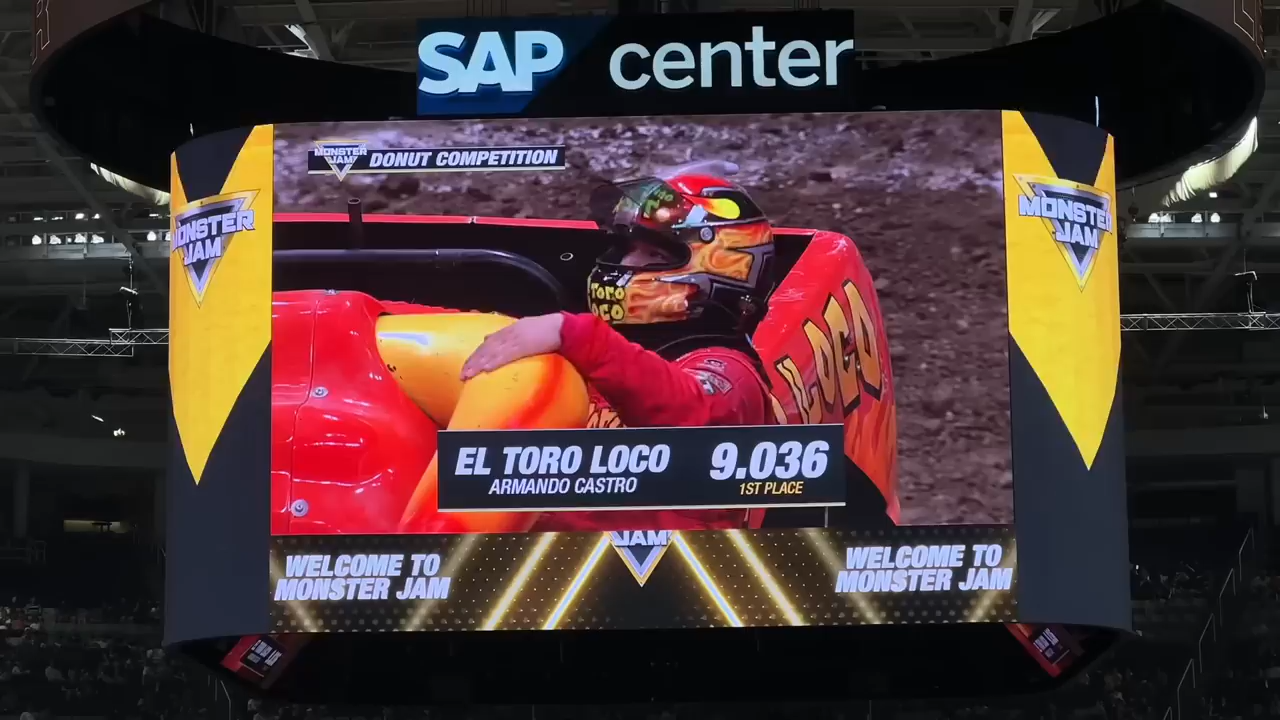 SAP center
MONSTER JAM
DONUT COMPETITION
MONSTER
JAM
MONSTER
JAM
TORO
LOCO
LOCO
EL TORO LOCO
ARMANDO CASTRO
9.036
1ST PLACE
JAM
WELCOME TO
MONSTER JAM
WELCOME TO
MONSTER JAM